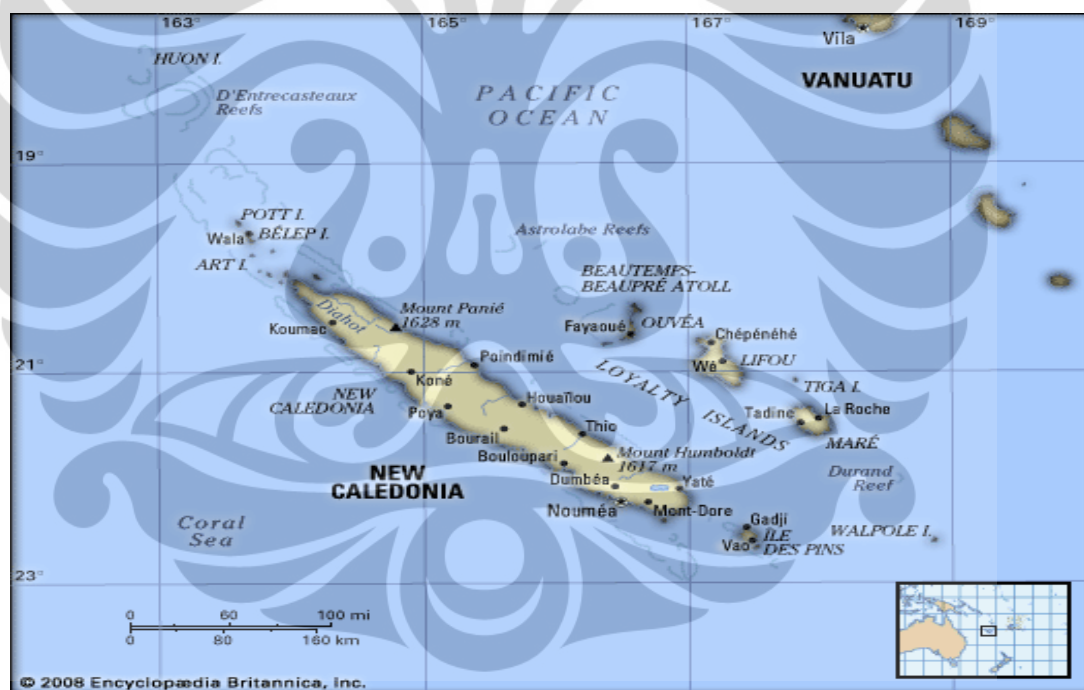 163°
165°
167°
169°
Vila
VANUATU
HUON I.
D'Entrecasteaux
Reefs
PACIFIC
OCEAN
19°
POTT I.
Wala
BÉLEP I.
ART I.
Astrolabe Reefs
BEAUTEMPS-
BEAUPRÉ ATOLL
Diahot
Mount Panié
1628 m
Koumac
Fayaoué
OUVÉA
Chépénéhé
Poindimié
Wé
LIFOU
21°
Koné
LOYALTY
ISLANDS
TIGA I.
NEW
CALEDONIA
Poya
Houaïlou
Tadine
La Roche
Bourail
Thio
MARÉ
Bouloupari
Mount Humboldt
1617 m
NEW
CALEDONIA
Dumbéa
Yaté
Durand
Reef
Nouméa
Mont-Dore
Coral
Sea
Gadji
Vao
ÎLE
DES PINS
WALPOLE I.
23°
0 60 100 mi
0 80 160 km
© 2008 Encyclopædia Britannica, Inc.